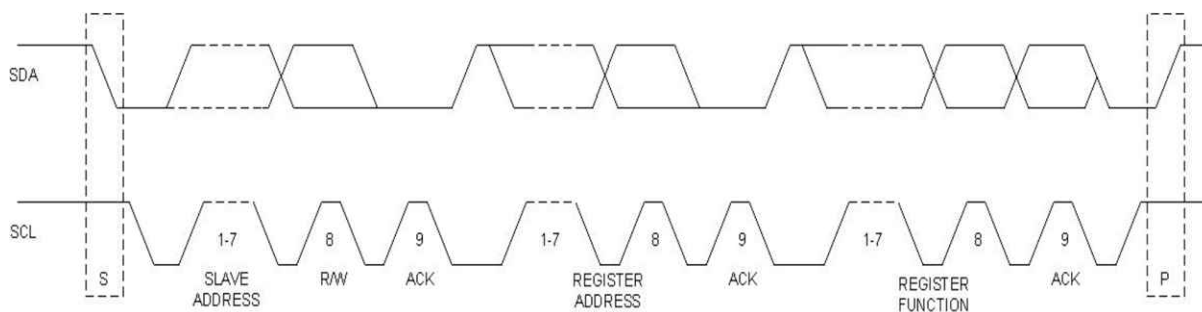 SDA
SCL
1-7 8 9 1-7 8 9 1-7 8 9
S SLAVE ADDRESS R/W ACK REGISTER ADDRESS ACK REGISTER FUNCTION ACK P